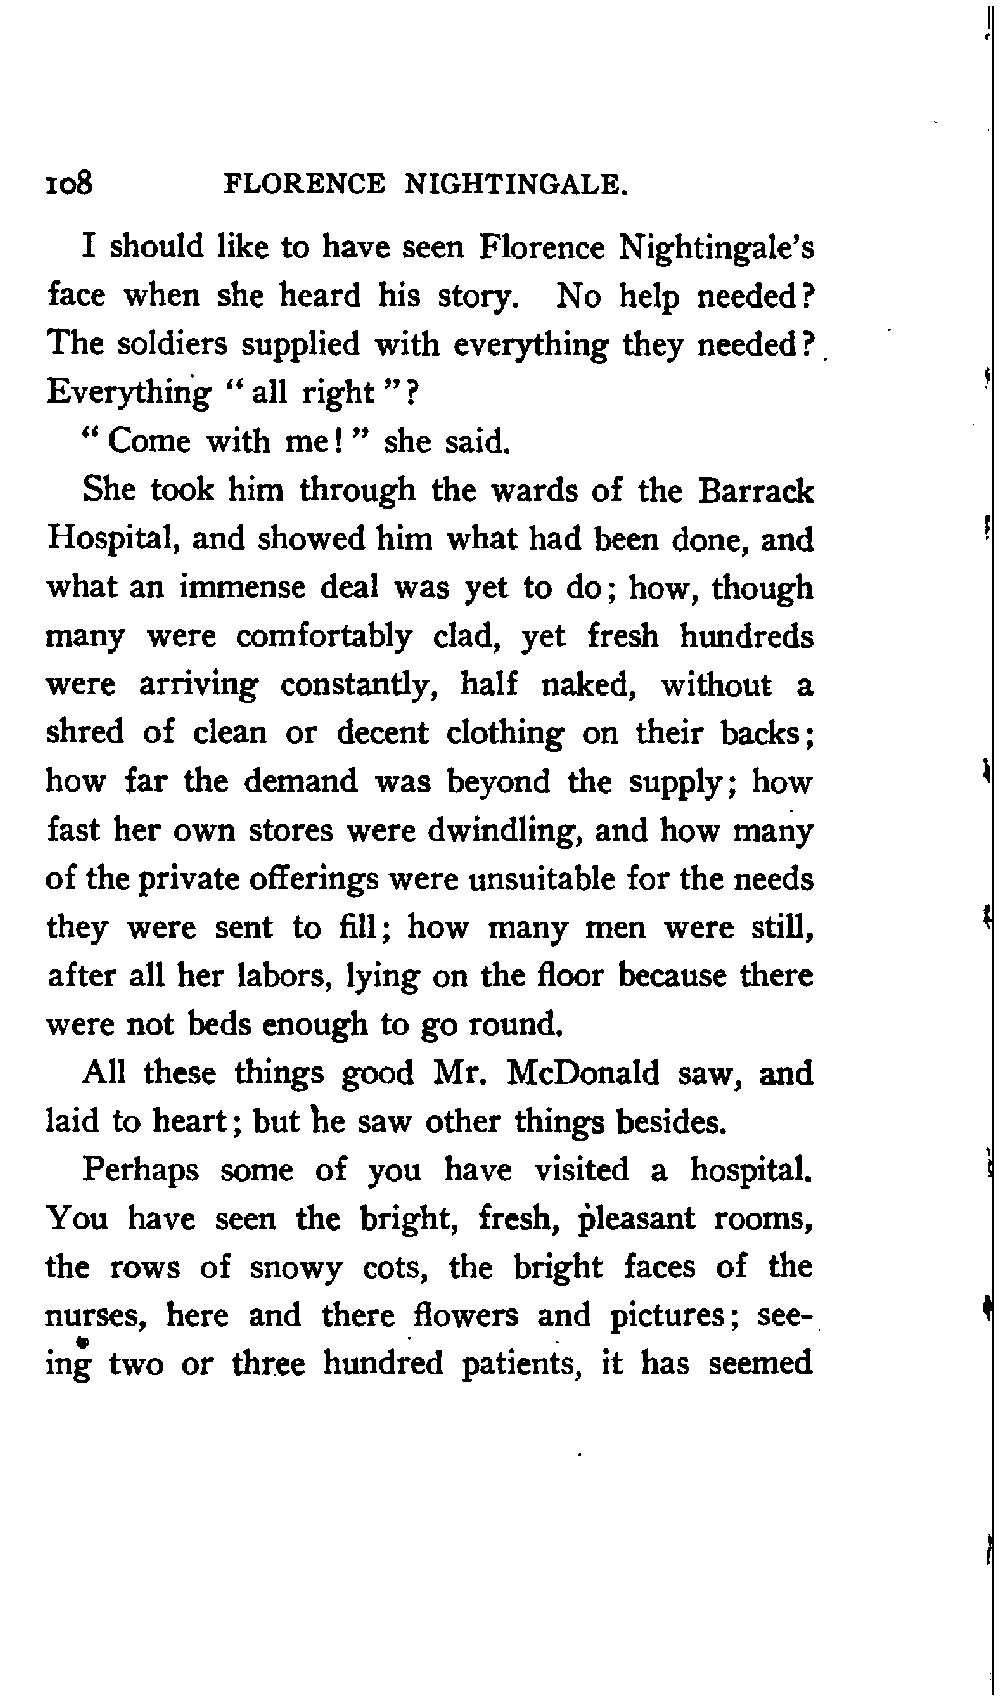 108 FLORENCE NIGHTINGALE.
I should like to have seen Florence Nightingale's
face when she heard his story. No help needed?
The soldiers supplied with everything they needed?
Everything "all right"?
"Come with me!" she said.
She took him through the wards of the Barrack
Hospital, and showed him what had been done, and
what an immense deal was yet to do; how, though
many were comfortably clad, yet fresh hundreds
were arriving constantly, half naked, without a
shred of clean or decent clothing on their backs;
how far the demand was beyond the supply; how
fast her own stores were dwindling, and how many
of the private offerings were unsuitable for the needs
they were sent to fill; how many men were still,
after all her labors, lying on the floor because there
were not beds enough to go round.
All these things good Mr. McDonald saw, and
laid to heart; but he saw other things besides.
Perhaps some of you have visited a hospital.
You have seen the bright, fresh, pleasant rooms,
the rows of snowy cots, the bright faces of the
nurses, here and there flowers and pictures; see-
ing two or three hundred patients, it has seemed